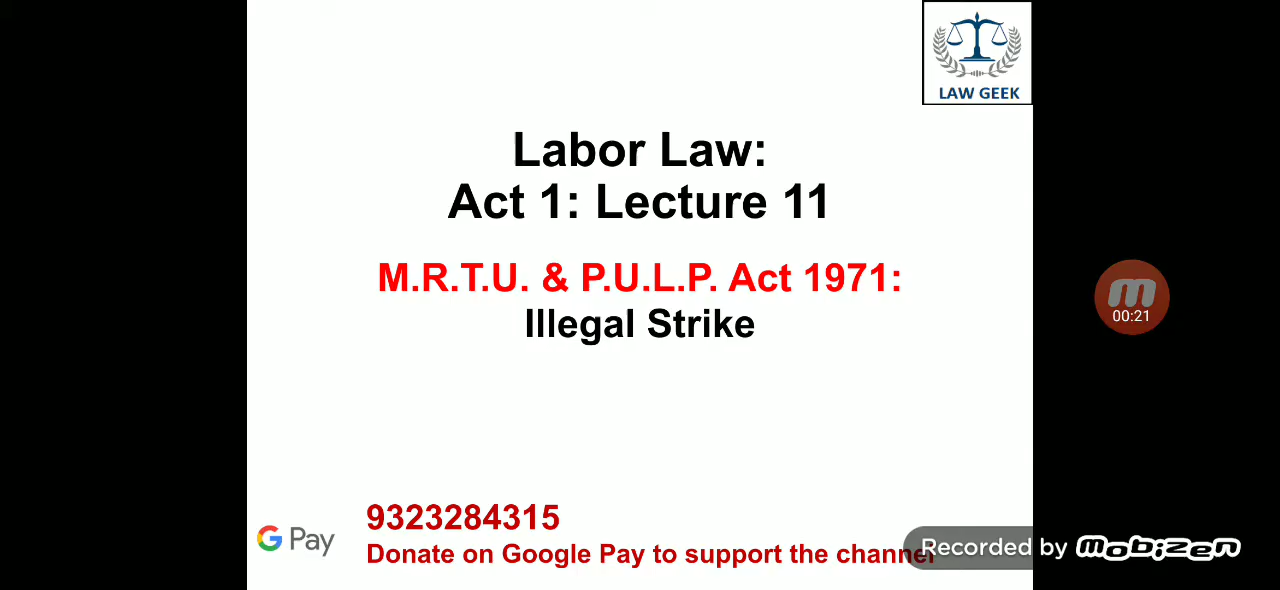 LAW GEEK
Labor Law:
Act 1: Lecture 11
M.R.T.U. & P.U.L.P. Act 1971:
Illegal Strike
00:21
9323284315
G Pay
Donate on Google Pay to support the channel
Recorded by mobizen